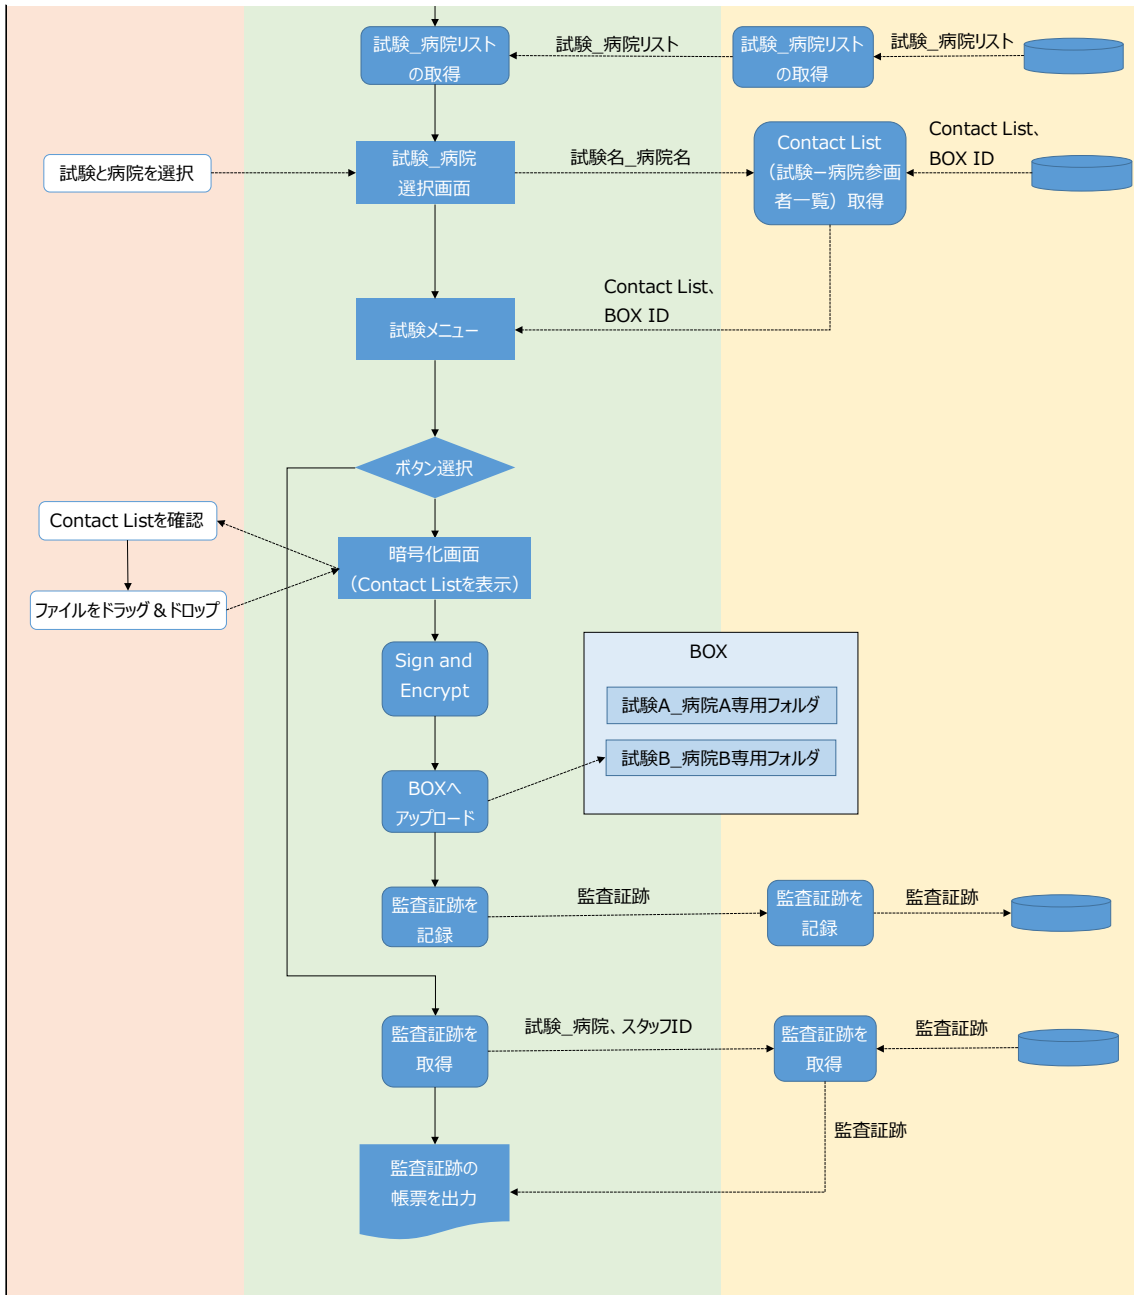 試験_病院リスト
の取得
試験_病院リスト
試験_病院リスト
の取得
試験_病院リスト
試験と病院を選択
試験_病院
選択画面
試験名_病院名
Contact List
（試験ー病院参画
者一覧）取得
Contact List、
BOX ID
Contact List、
BOX ID
試験メニュー
ボタン選択
Contact Listを確認
暗号化画面
（Contact Listを表示）
ファイルをドラッグ＆ドロップ
Sign and
Encrypt
BOX
試験A_病院A専用フォルダ
試験B_病院B専用フォルダ
BOXへ
アップロード
監査証跡を
記録
監査証跡
監査証跡を
記録
監査証跡
監査証跡を
取得
試験_病院、スタッフID
監査証跡を
取得
監査証跡
監査証跡
監査証跡の
帳票を出力